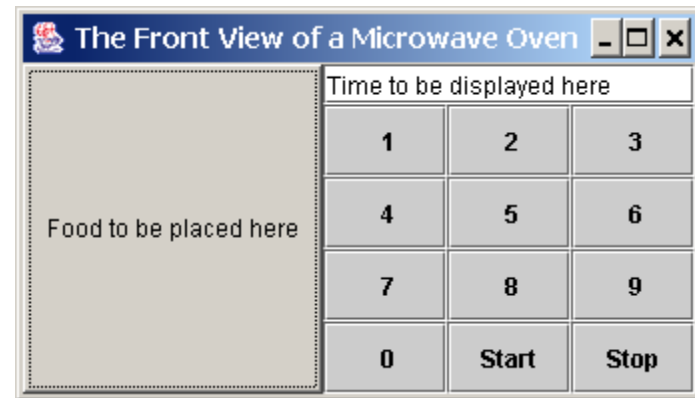 The Front View of a Microwave Oven
Time to be displayed here
Food to be placed here
1 2 3
4 5 6
7 8 9
0 Start Stop